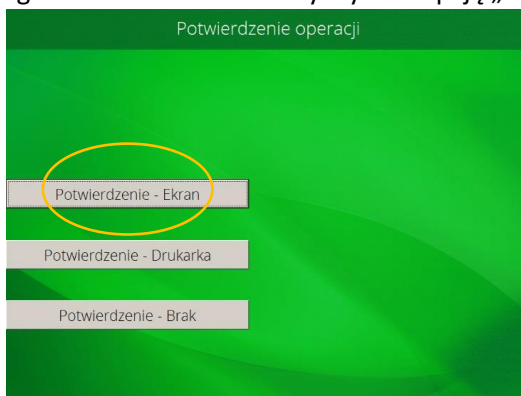 Potwierdzenie operacji
Potwierdzenie - Ekran
Potwierdzenie - Drukarka
Potwierdzenie - Brak